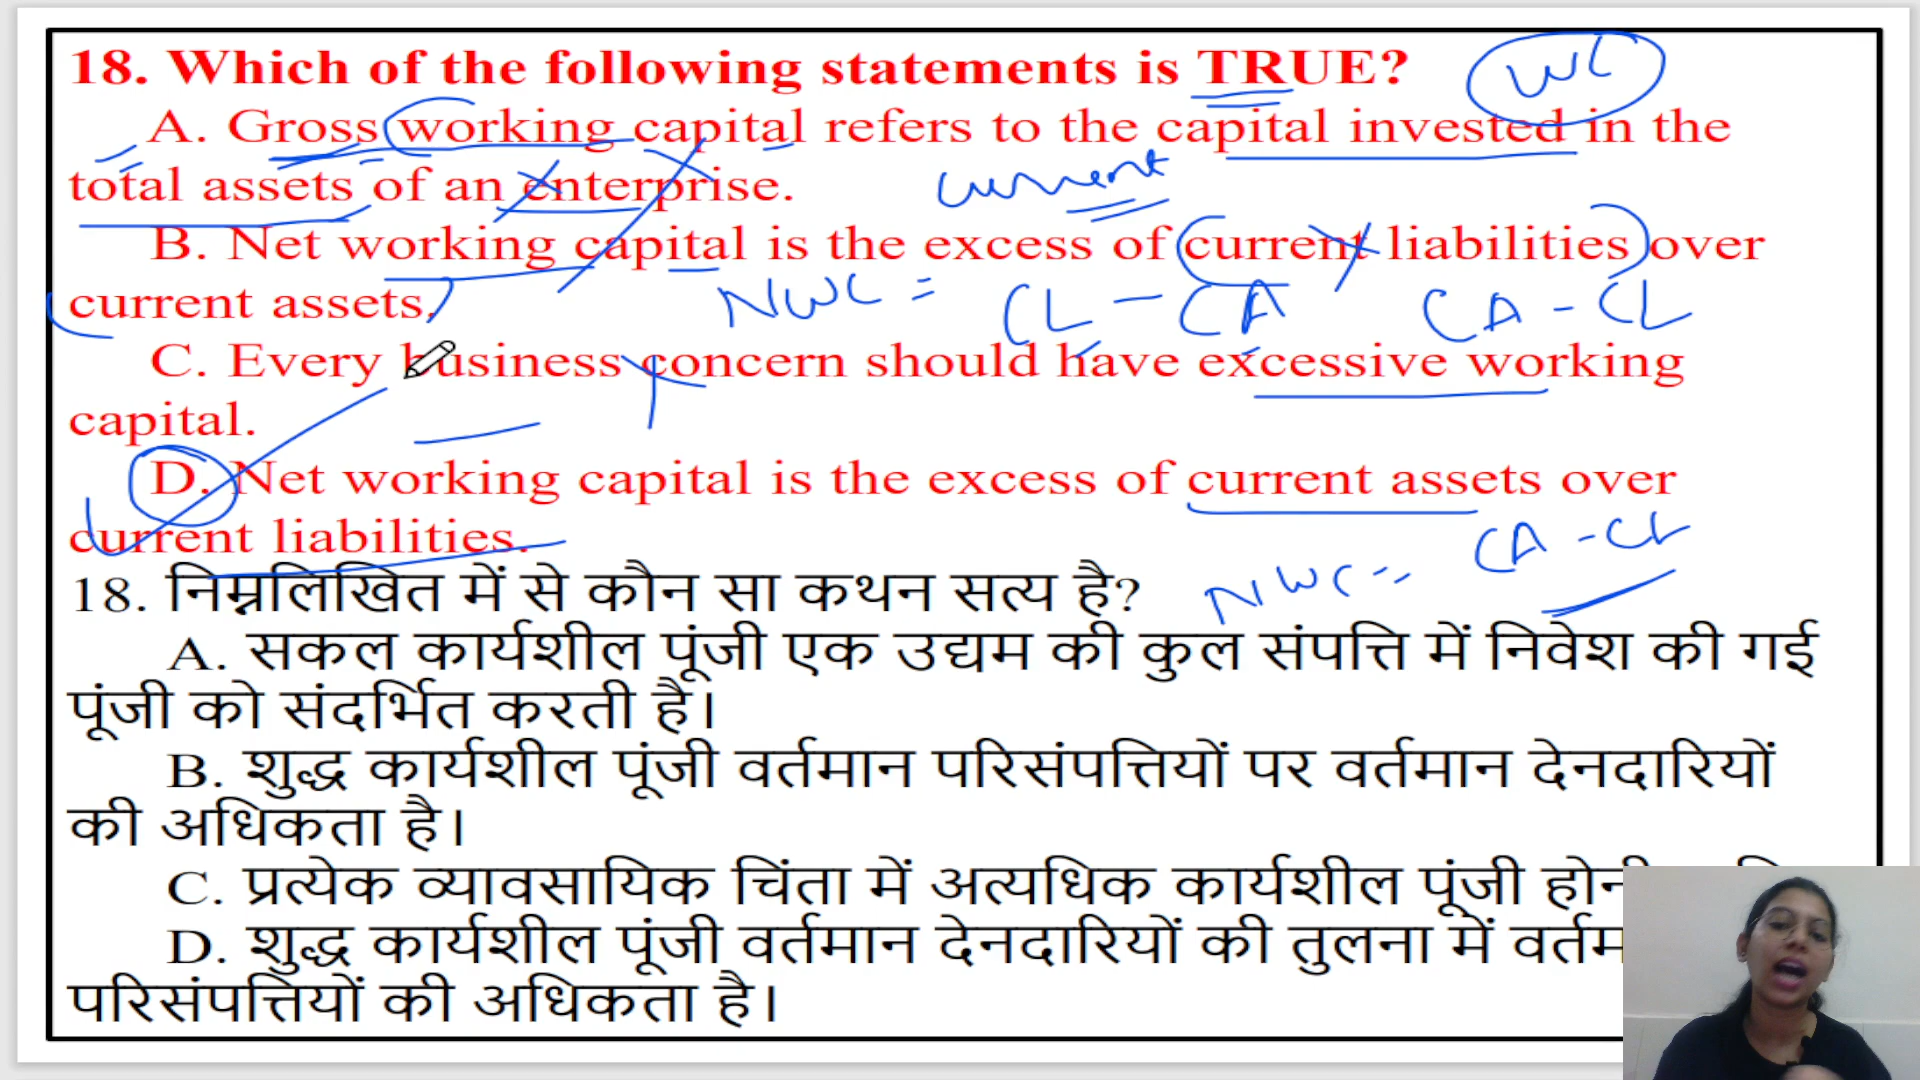 18. Which of the following statements is TRUE? WC
A. Gross working capital refers to the capital invested in the
total assets of an enterprise. current
B. Net working capital is the excess of current liabilities over
current assets. NWC = CL - CA CA - CL
C. Every business concern should have excessive working
capital.
D. Net working capital is the excess of current assets over
current liabilities. CA - CL
18. निम्नलिखित में से कौन सा कथन सत्य है? NWC =
A. सकल कार्यशील पूंजी एक उद्यम की कुल संपत्ति में निवेश की गई
पूंजी को संदर्भित करती है।
B. शुद्ध कार्यशील पूंजी वर्तमान परिसंपत्तियों पर वर्तमान देनदारियों
की अधिकता है।
C. प्रत्येक व्यावसायिक चिंता में अत्यधिक कार्यशील पूंजी
D. शुद्ध कार्यशील पूंजी वर्तमान देनदारियों की तुलना में
परिसंपत्तियों की अधिकता है।